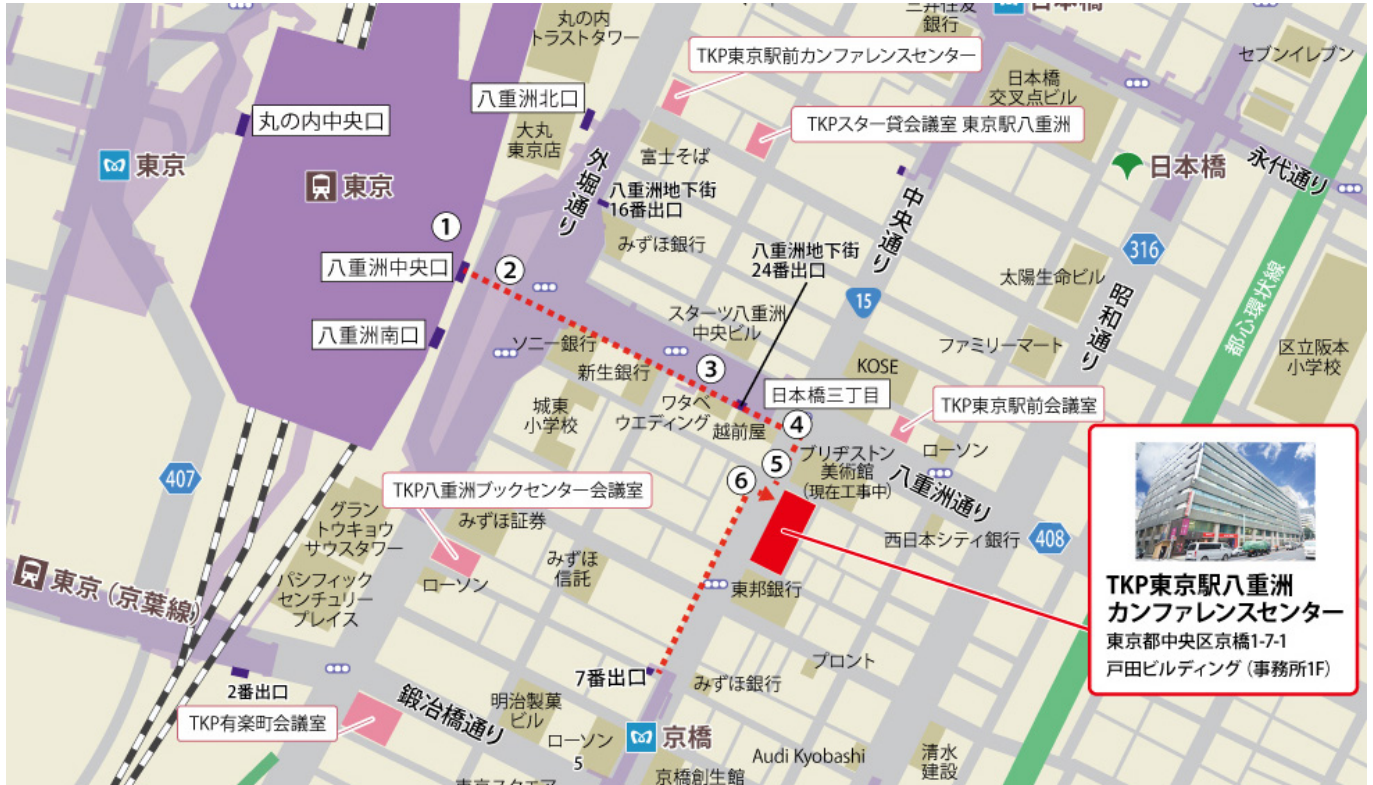 丸の内
トラストタワー
三井住友
銀行
日本橋
TKP東京駅前カンファレンスセンター
セブンイレブン
日本橋
交叉点ビル
八重洲北口
丸の内中央口
大丸
東京店
TKPスター貸会議室 東京駅八重洲
富士そば
東京
東京
外堀通り
八重洲地下街
16番出口
中央通り
日本橋
永代通り
みずほ銀行
①
八重洲中央口
②
八重洲地下街
24番出口
316
太陽生命ビル
昭和通り
15
都心環状線
八重洲南口
ソニー銀行
スターツ八重洲
中央ビル
ファミリーマート
区立阪本
小学校
新生銀行
③
KOSE
城東
小学校
ワタベ
ウエディング
日本橋三丁目
TKP東京駅前会議室
越前屋
④
ブリヂストン
美術館
(現在工事中)
ローソン
八重洲通り
407
⑤
⑥
TKP八重洲ブックセンター会議室
グラン
トウキョウ
サウスタワー
みずほ証券
西日本シティ銀行
408
みずほ
信託
東京(京葉線)
パシフィック
センチュリー
プレイス
ローソン
東邦銀行
TKP東京駅八重洲
カンファレンスセンター
東京都中央区京橋1-7-1
戸田ビルディング (事務所1F)
プロント
7番出口
みずほ銀行
2番出口
鍛冶橋通り
明治製菓
ビル
TKP有楽町会議室
ローソン
5
京橋
Audi Kyobashi
清水
建設
京橋創生館
東京スクエア